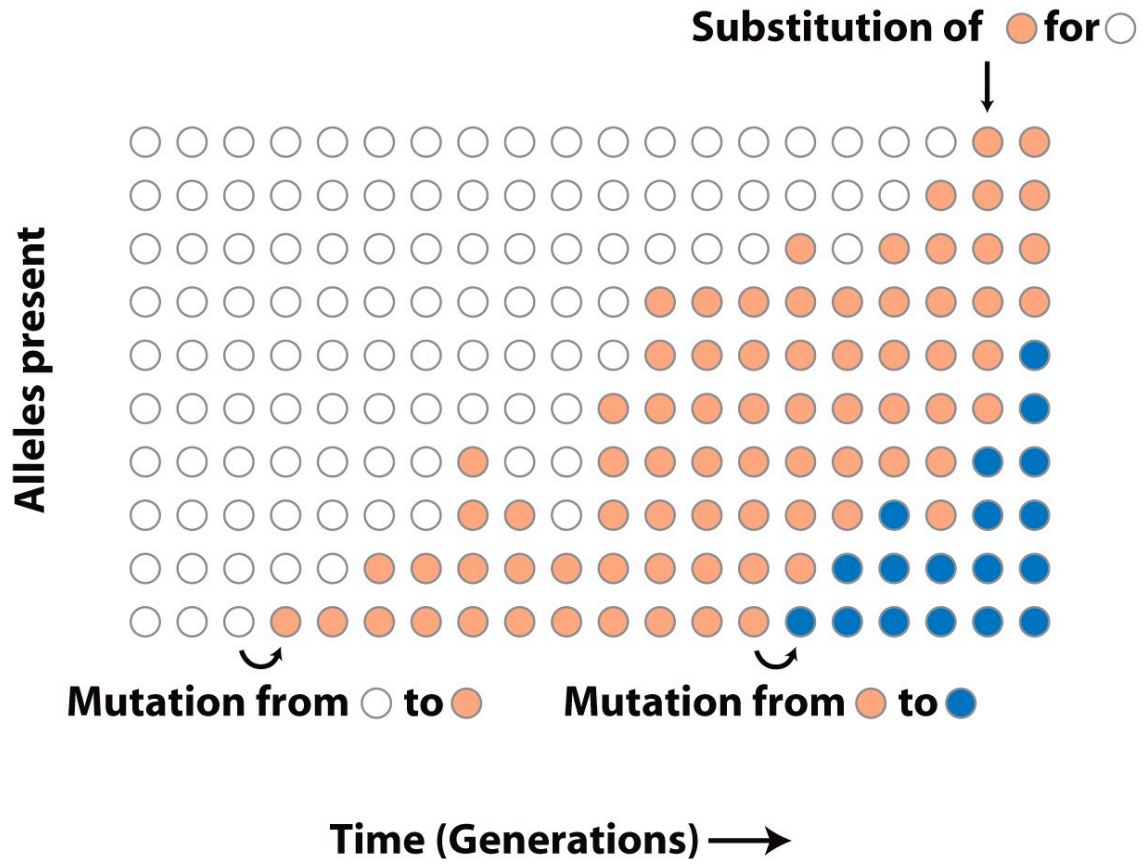 Substitution of for
Alleles present
Mutation from to
Mutation from to
Time (Generations)